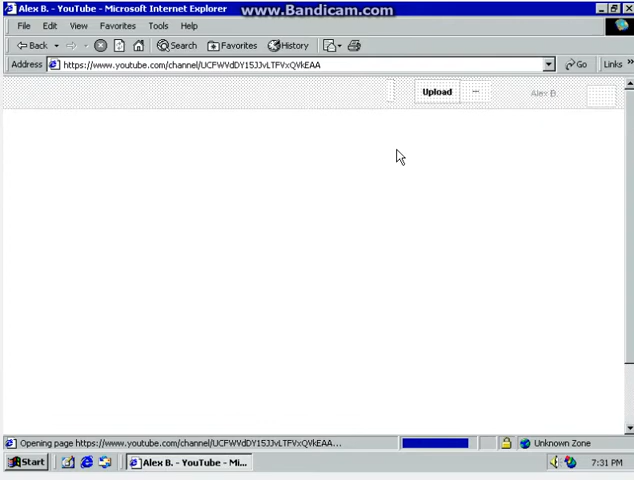 Alex B. - YouTube - Microsoft Internet Explorer
www.Bandicam.com
File Edit View Favorites Tools Help
Back Search Favorites History
Address https://www.youtube.com/channel/UCFWVdDY15JJvLTFVxQVkEAA Go Links »
Upload Alex B.
Opening page https://www.youtube.com/channel/UCFWVdDY15JJvLTFVxQVkEAA... Unknown Zone
Start Alex B. - YouTube - Mi... 7:31 PM